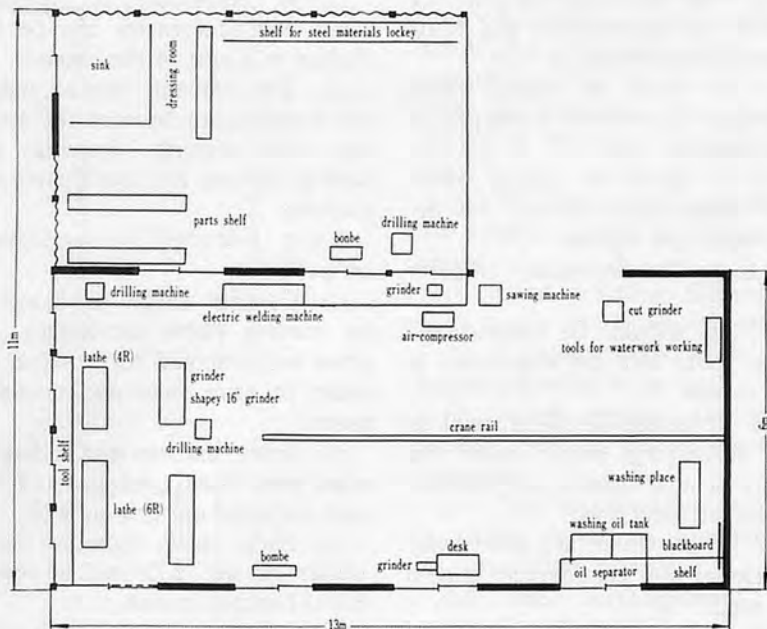 shelf for steel materials lockey
sink
dressing room
parts shelf
bonbe
drilling machine
11m
drilling machine
electric welding machine
grinder
air-compressor
sawing machine
cut grinder
tools for waterwork working
lathe (4R)
grinder
shapey 16" grinder
drilling machine
tool shelf
crane rail
lathe (6R)
washing place
washing oil tank
blackboard
bombe
grinder
desk
oil separator
shelf
13m